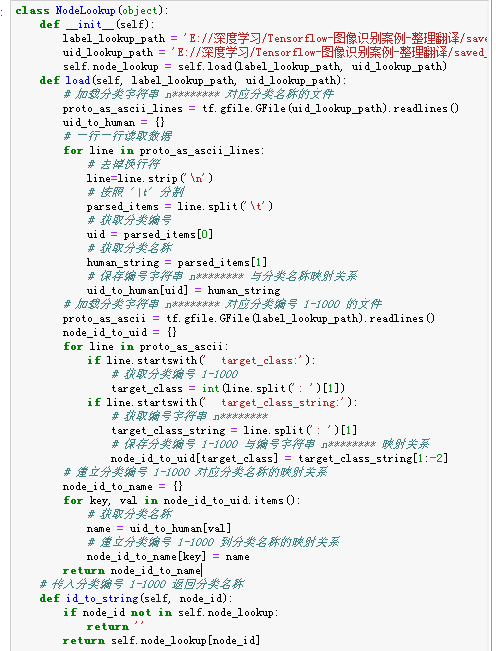 class NodeLookup(object):
    def __init__(self):
        label_lookup_path = 'E://深度学习/Tensorflow-图像识别案例-整理翻译/save
        uid_lookup_path = 'E://深度学习/Tensorflow-图像识别案例-整理翻译/saved_
        self.node_lookup = self.load(label_lookup_path, uid_lookup_path)
    def load(self, label_lookup_path, uid_lookup_path):
        # 加载分类字符串 n******** 对应分类名称的文件
        proto_as_ascii_lines = tf.gfile.GFile(uid_lookup_path).readlines()
        uid_to_human = {}
        # 一行一行读取数据
        for line in proto_as_ascii_lines:
            # 去掉换行符
            line=line.strip('\n')
            # 按照 '\t' 分割
            parsed_items = line.split('\t')
            # 获取分类编号
            uid = parsed_items[0]
            # 获取分类名称
            human_string = parsed_items[1]
            # 保存编号字符串 n******** 与分类名称映射关系
            uid_to_human[uid] = human_string
        # 加载分类字符串 n******** 对应分类编号 1-1000 的文件
        proto_as_ascii = tf.gfile.GFile(label_lookup_path).readlines()
        node_id_to_uid = {}
        for line in proto_as_ascii:
            if line.startswith('  target_class:'):
                # 获取分类编号 1-1000
                target_class = int(line.split(': ')[1])
            if line.startswith('  target_class_string:'):
                # 获取编号字符串 n********
                target_class_string = line.split(': ')[1]
                # 保存分类编号 1-1000 与编号字符串 n******** 映射关系
                node_id_to_uid[target_class] = target_class_string[1:-2]
        # 建立分类编号 1-1000 对应分类名称的映射关系
        node_id_to_name = {}
        for key, val in node_id_to_uid.items():
            # 获取分类名称
            name = uid_to_human[val]
            # 建立分类编号 1-1000 到分类名称的映射关系
            node_id_to_name[key] = name
        return node_id_to_name
    # 传入分类编号 1-1000 返回分类名称
    def id_to_string(self, node_id):
        if node_id not in self.node_lookup:
            return ''
        return self.node_lookup[node_id]